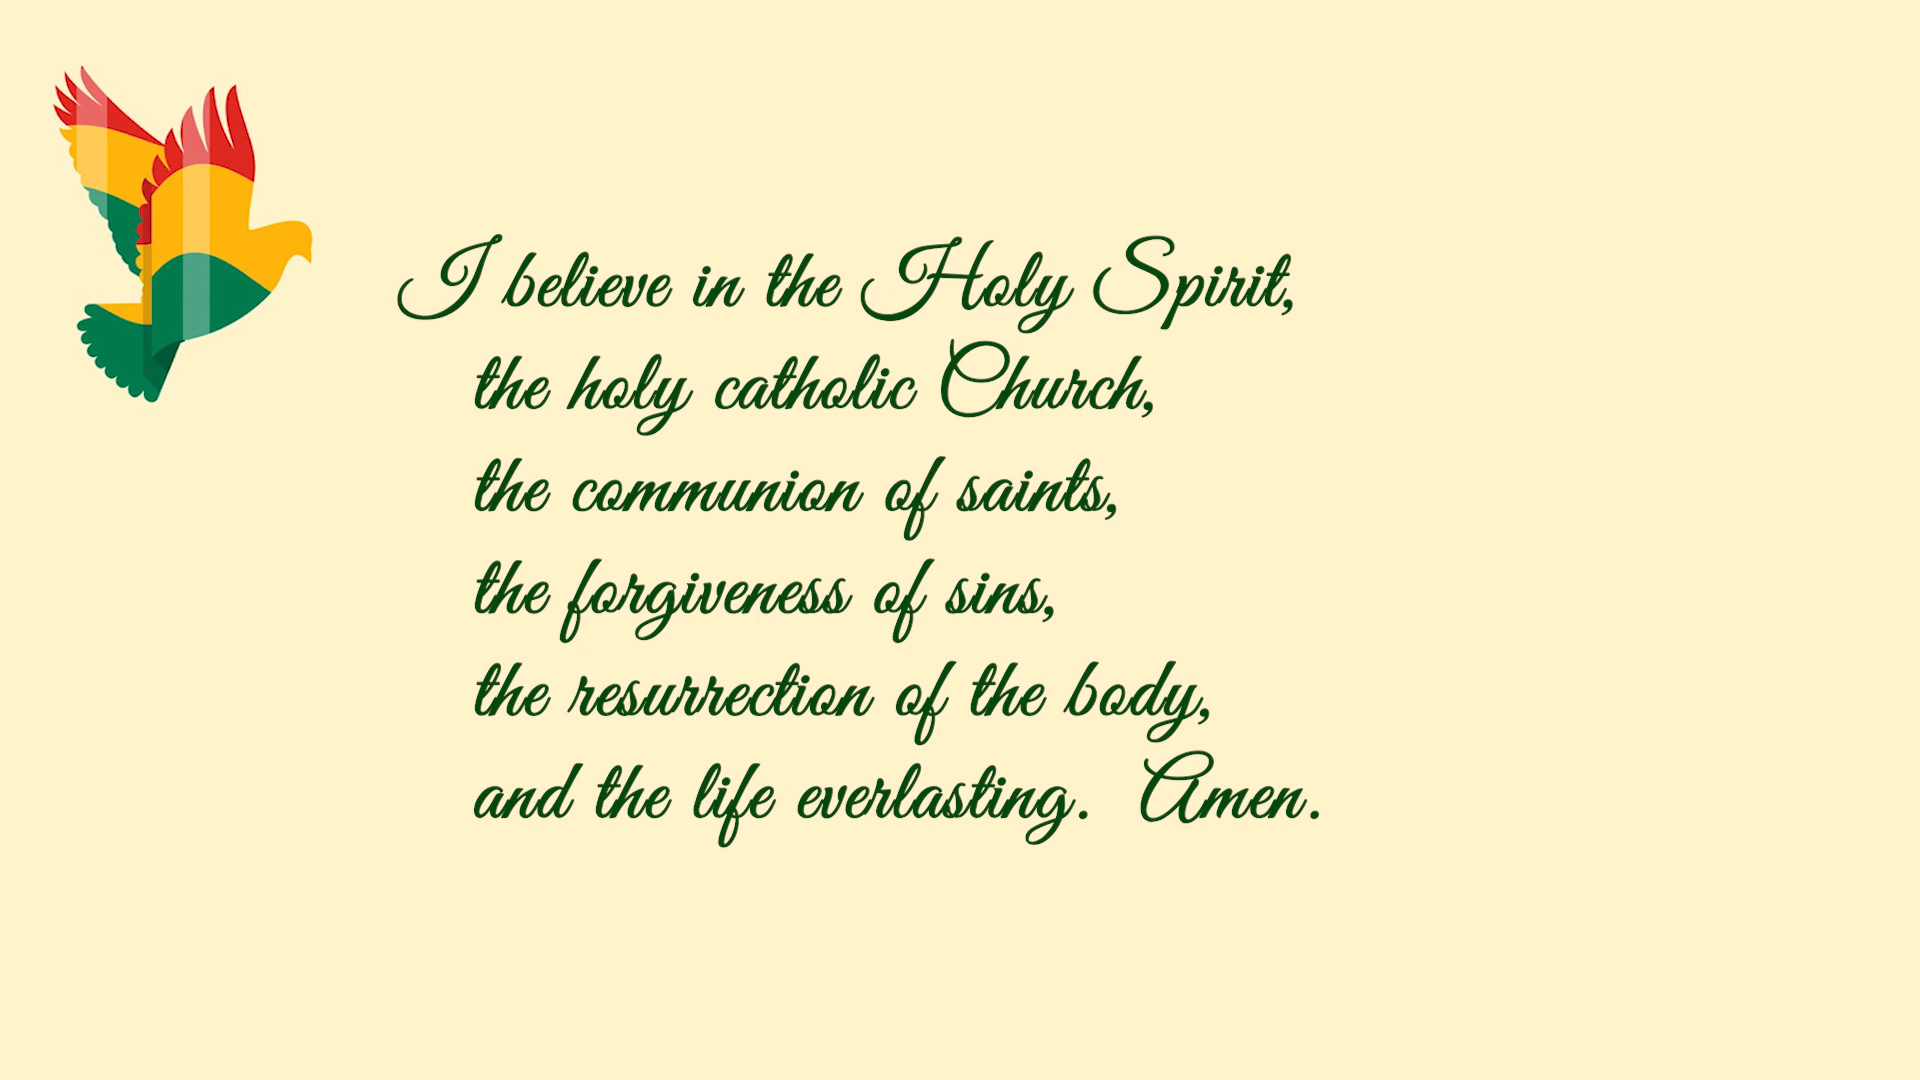 I believe in the Holy Spirit,
the holy catholic Church,
the communion of saints,
the forgiveness of sins,
the resurrection of the body,
and the life everlasting.  Amen.